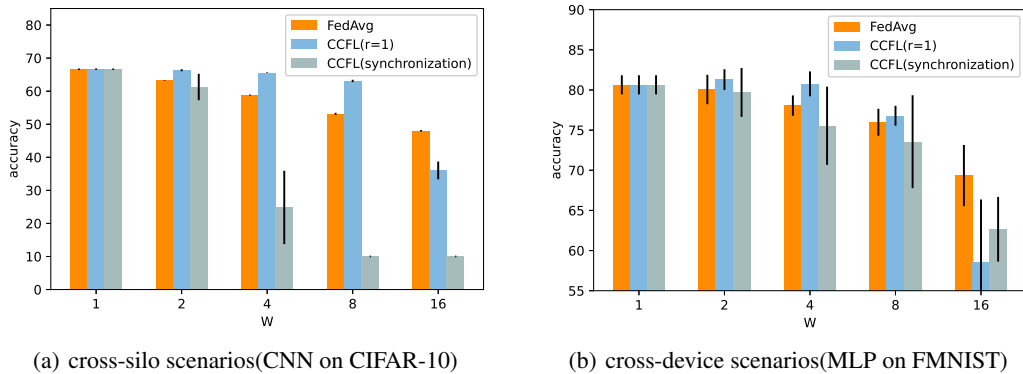 FedAvg
CCFL(r=1)
CCFL(synchronization)
80
70
60
50
40
30
20
10
0
accuracy
1 2 4 8 16
W
(a) cross-silo scenarios(CNN on CIFAR-10)
FedAvg
CCFL(r=1)
CCFL(synchronization)
90
85
80
75
70
65
60
55
accuracy
1 2 4 8 16
W
(b) cross-device scenarios(MLP on FMNIST)